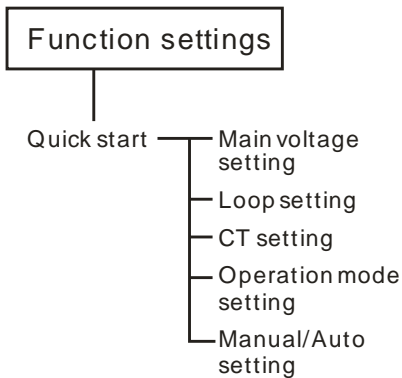 Function settings
Quick start
Main voltage
setting
Loop setting
CT setting
Operation mode
setting
Manual/Auto
setting